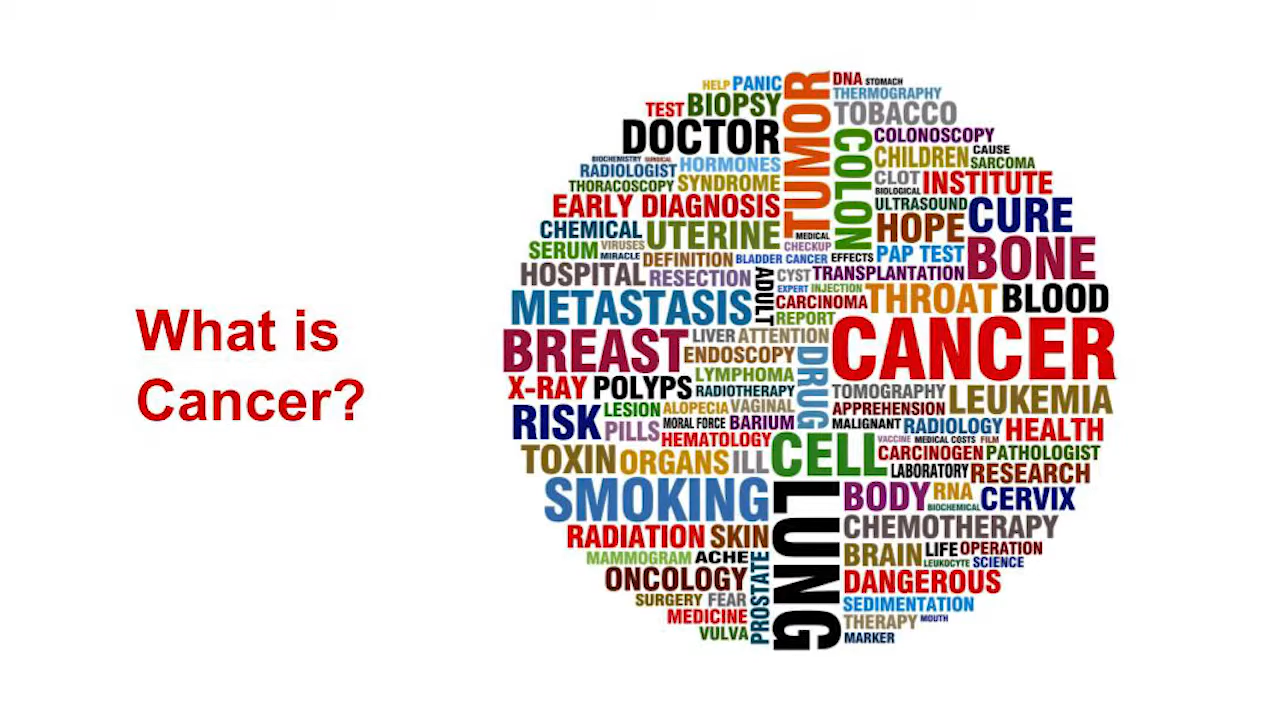 What is
Cancer?
HELP PANIC
TEST BIOPSY
DOCTOR
BIOCHEMISTRY SURGICAL
RADIOLOGIST HORMONES
THORACOSCOPY SYNDROME
EARLY DIAGNOSIS
CHEMICAL UTERINE
SERUM VIRUSES
MIRACLE DEFINITION
HOSPITAL RESECTION
METASTASIS
TUMOR
COLON
DNA STOMACH
THERMOGRAPHY
TOBACCO
COLONOSCOPY
CHILDREN CAUSE
SARCOMA
CLOT INSTITUTE
BIOLOGICAL
ULTRASOUND CURE
HOPE
MEDICAL
CHECKUP
BLADDER CANCER EFFECTS PAP TEST BONE
ADULT
CYST TRANSPLANTATION
EXPERT INJECTION
CARCINOMA THROAT BLOOD
REPORT
BREAST LIVER ATTENTION
CANCER
ENDOSCOPY
DRUG
LYMPHOMA
X-RAY POLYPS RADIOTHERAPY
TOMOGRAPHY LEUKEMIA
APPREHENSION
RISK LESION ALOPECIA VAGINAL
PILLS MORAL FORCE BARIUM
MALIGNANT RADIOLOGY HEALTH
HEMATOLOGY
VACCINE MEDICAL COSTS FILM
TOXIN ORGANS ILL CELL
CARCINOGEN PATHOLOGIST
LABORATORY RESEARCH
SMOKING
LUNG
BODY RNA CERVIX
BIOCHEMICAL
RADIATION SKIN
CHEMOTHERAPY
MAMMOGRAM ACHE
BRAIN LIFE OPERATION
LEUKOCYTE SCIENCE
ONCOLOGY
PROSTATE
DANGEROUS
SURGERY FEAR
SEDIMENTATION
MEDICINE
THERAPY MOUTH
VULVA
MARKER